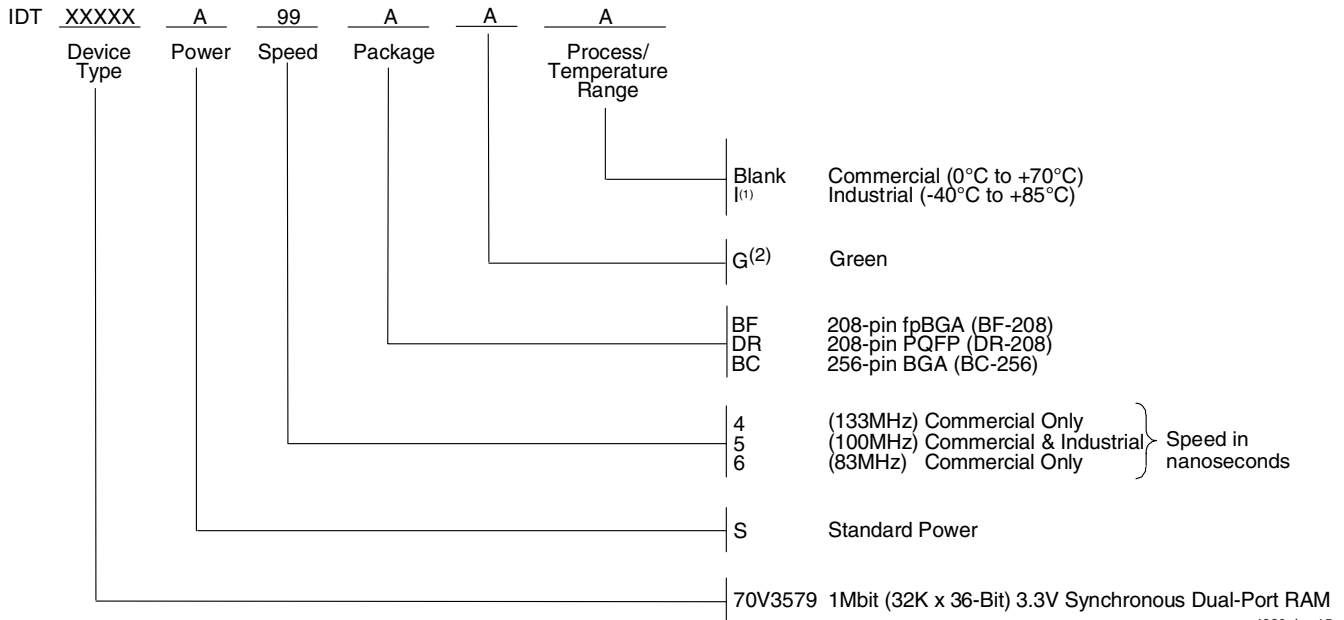 IDT XXXXX A 99 A A A
Device Type Power Speed Package Process/ Temperature Range
Blank Commercial (0°C to +70°C)
I(1) Industrial (-40°C to +85°C)
G(2) Green
BF 208-pin fpBGA (BF-208)
DR 208-pin PQFP (DR-208)
BC 256-pin BGA (BC-256)
4 (133MHz) Commercial Only
5 (100MHz) Commercial & Industrial
6 (83MHz) Commercial Only
Speed in nanoseconds
S Standard Power
70V3579 1Mbit (32K x 36-Bit) 3.3V Synchronous Dual-Port RAM